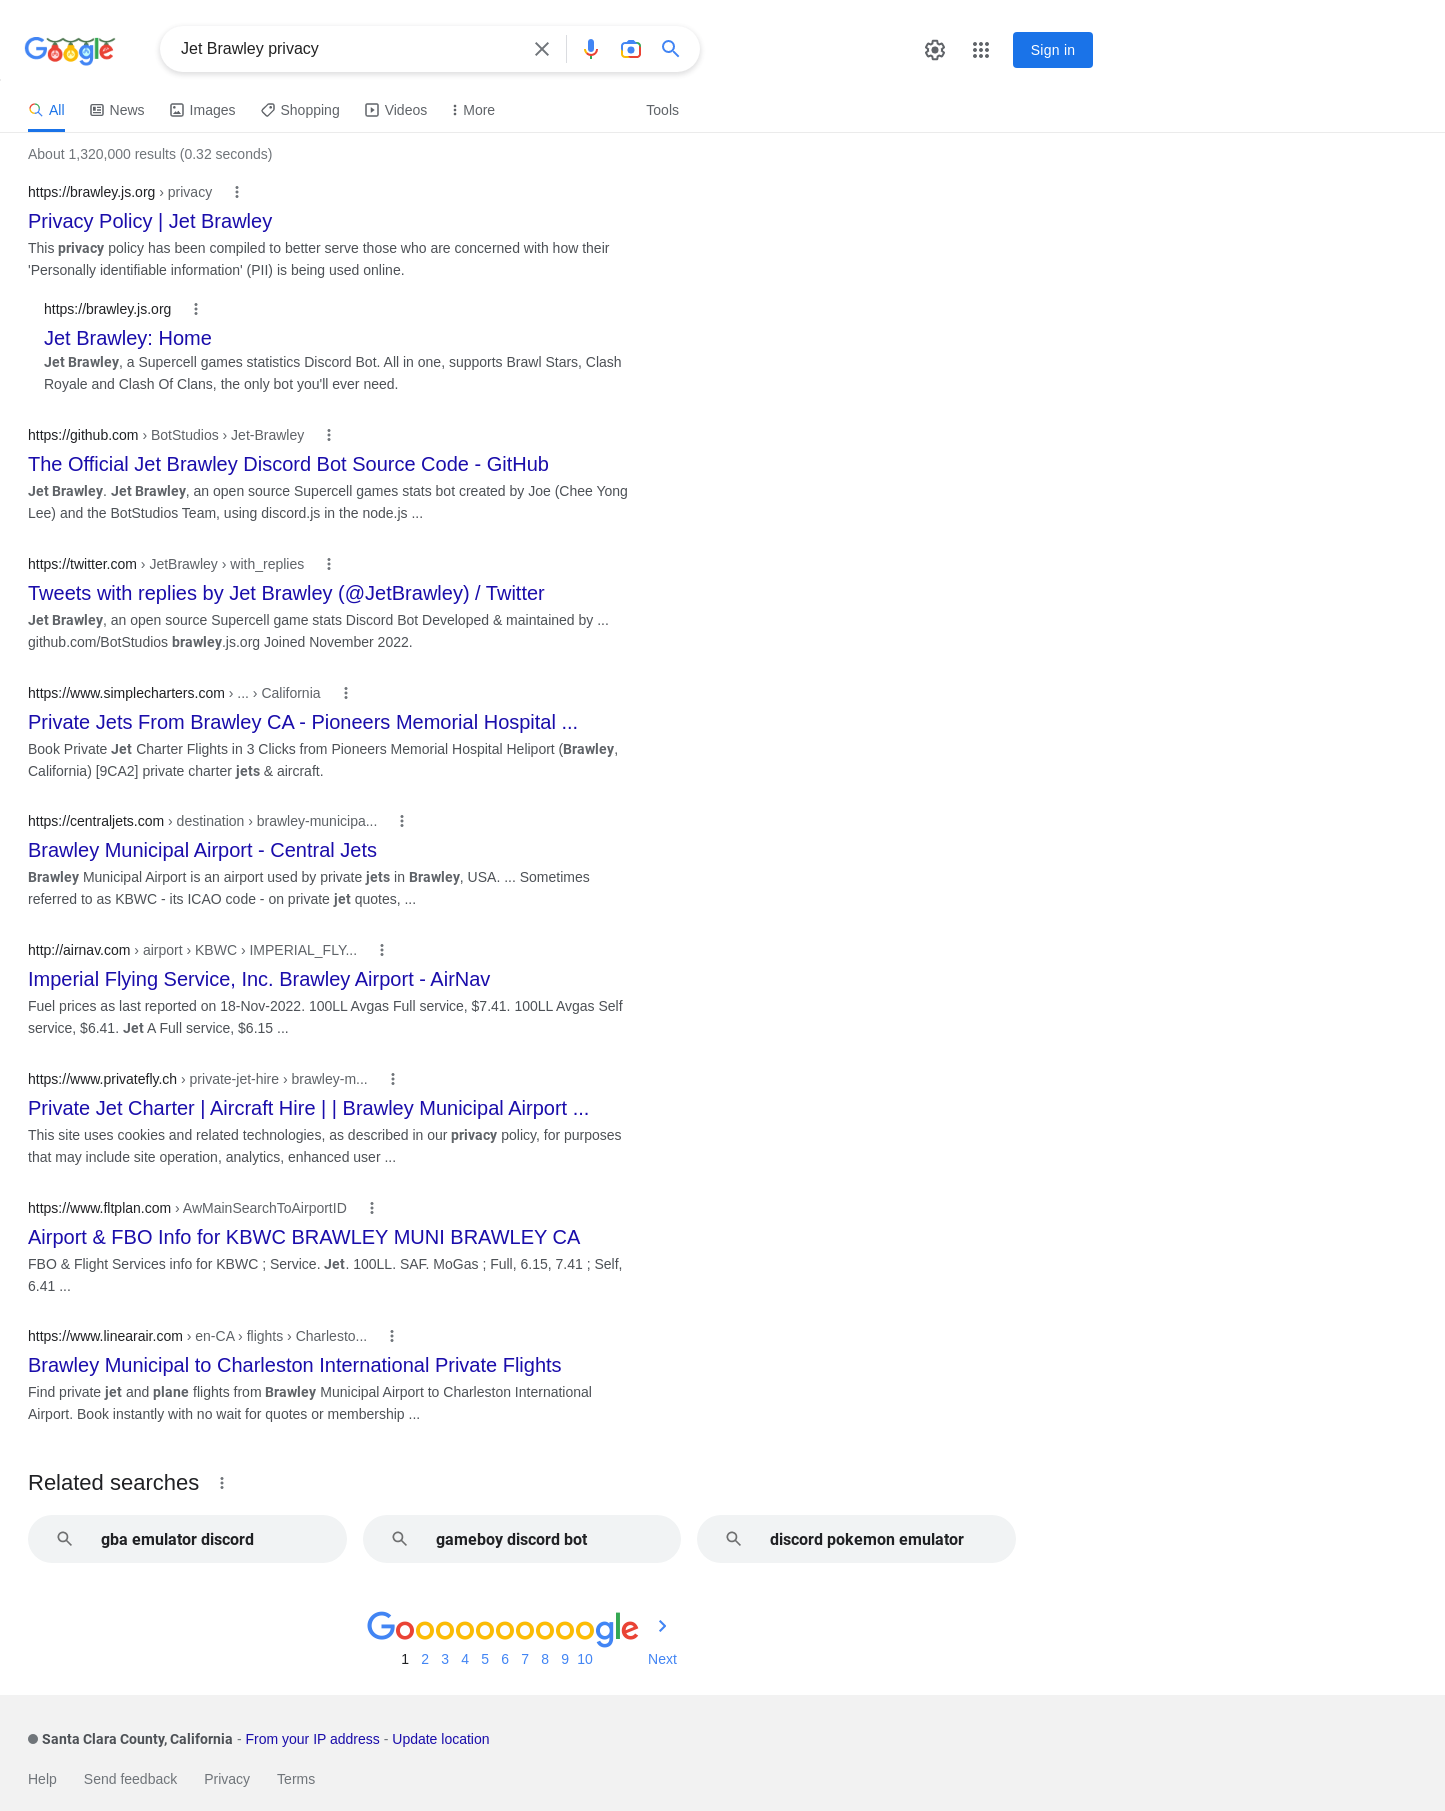 Google
Jet Brawley privacy
Sign in
All News Images Shopping Videos More Tools
About 1,320,000 results (0.32 seconds)
https://brawley.js.org › privacy
Privacy Policy | Jet Brawley
This privacy policy has been compiled to better serve those who are concerned with how their
'Personally identifiable information' (PII) is being used online.
https://brawley.js.org
Jet Brawley: Home
Jet Brawley, a Supercell games statistics Discord Bot. All in one, supports Brawl Stars, Clash
Royale and Clash Of Clans, the only bot you'll ever need.
https://github.com › BotStudios › Jet-Brawley
The Official Jet Brawley Discord Bot Source Code - GitHub
Jet Brawley. Jet Brawley, an open source Supercell games stats bot created by Joe (Chee Yong
Lee) and the BotStudios Team, using discord.js in the node.js ...
https://twitter.com › JetBrawley › with_replies
Tweets with replies by Jet Brawley (@JetBrawley) / Twitter
Jet Brawley, an open source Supercell game stats Discord Bot Developed & maintained by ...
github.com/BotStudios brawley.js.org Joined November 2022.
https://www.simplecharters.com › ... › California
Private Jets From Brawley CA - Pioneers Memorial Hospital ...
Book Private Jet Charter Flights in 3 Clicks from Pioneers Memorial Hospital Heliport (Brawley,
California) [9CA2] private charter jets & aircraft.
https://centraljets.com › destination › brawley-municipa...
Brawley Municipal Airport - Central Jets
Brawley Municipal Airport is an airport used by private jets in Brawley, USA. ... Sometimes
referred to as KBWC - its ICAO code - on private jet quotes, ...
http://airnav.com › airport › KBWC › IMPERIAL_FLY...
Imperial Flying Service, Inc. Brawley Airport - AirNav
Fuel prices as last reported on 18-Nov-2022. 100LL Avgas Full service, $7.41. 100LL Avgas Self
service, $6.41. Jet A Full service, $6.15 ...
https://www.privatefly.ch › private-jet-hire › brawley-m...
Private Jet Charter | Aircraft Hire | | Brawley Municipal Airport ...
This site uses cookies and related technologies, as described in our privacy policy, for purposes
that may include site operation, analytics, enhanced user ...
https://www.fltplan.com › AwMainSearchToAirportID
Airport & FBO Info for KBWC BRAWLEY MUNI BRAWLEY CA
FBO & Flight Services info for KBWC ; Service. Jet. 100LL. SAF. MoGas ; Full, 6.15, 7.41 ; Self,
6.41 ...
https://www.linearair.com › en-CA › flights › Charlesto...
Brawley Municipal to Charleston International Private Flights
Find private jet and plane flights from Brawley Municipal Airport to Charleston International
Airport. Book instantly with no wait for quotes or membership ...
Related searches
gba emulator discord
gameboy discord bot
discord pokemon emulator
Goooooooooogle
1 2 3 4 5 6 7 8 9 10 Next
Santa Clara County, California - From your IP address - Update location
Help Send feedback Privacy Terms